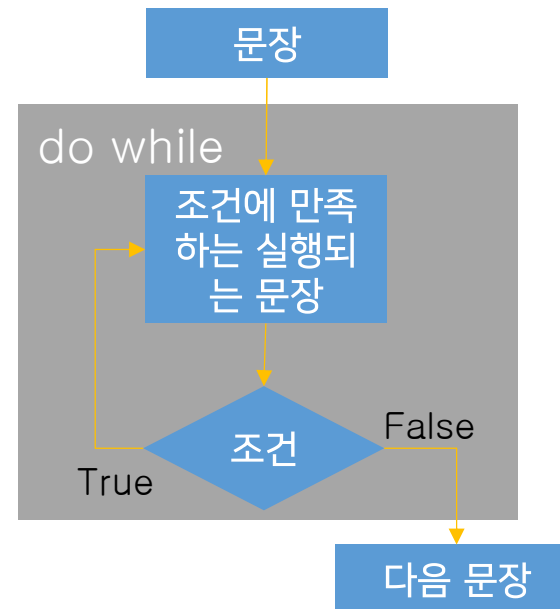 문장
do while
조건에 만족
하는 실행되
는 문장
조건
False
True
다음 문장